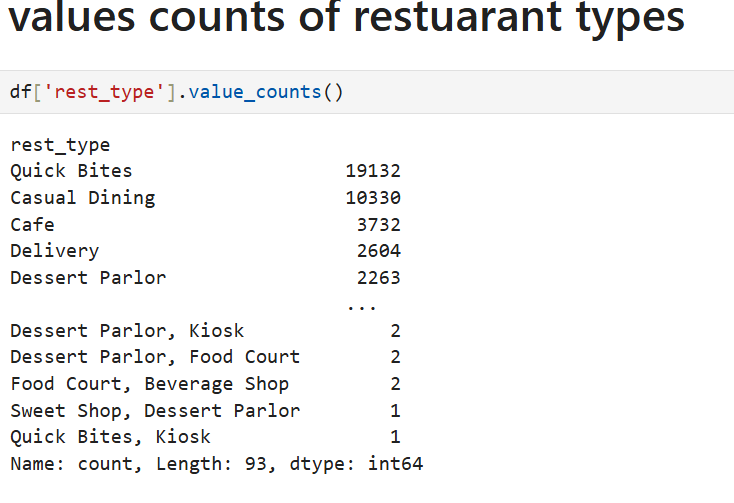 values counts of restuarant types
df['rest_type'].value_counts()
rest_type
Quick Bites 19132
Casual Dining 10330
Cafe 3732
Delivery 2604
Dessert Parlor 2263
...
Dessert Parlor, Kiosk 2
Dessert Parlor, Food Court 2
Food Court, Beverage Shop 2
Sweet Shop, Dessert Parlor 1
Quick Bites, Kiosk 1
Name: count, Length: 93, dtype: int64